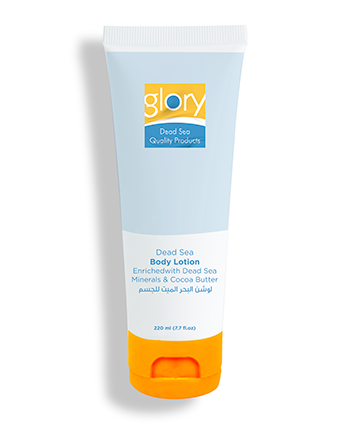 glory
Dead Sea
Quality Products
Dead Sea
Body Lotion
Enrichedwith Dead Sea
Minerals & Cocoa Butter
لوشن البحر الميت للجسم
220 ml (7.7 fl.oz)